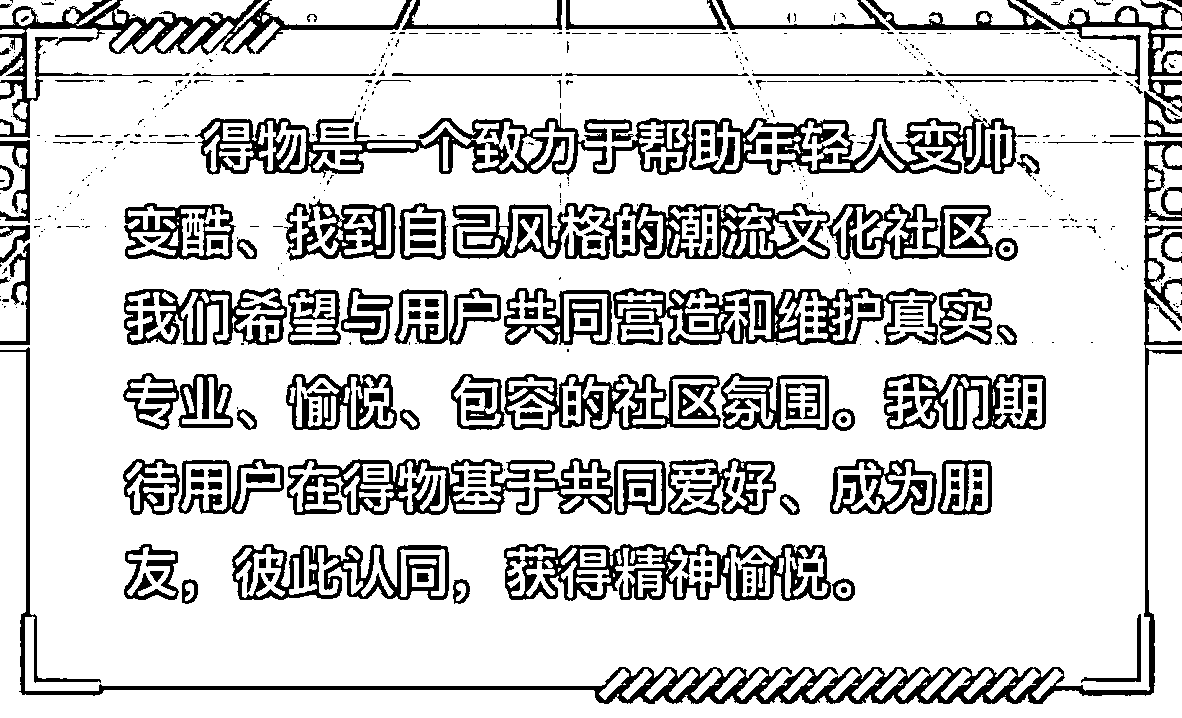 得物是一个致力于帮助年轻人变帅、
变酷、找到自己风格的潮流文化社区。
我们希望与用户共同营造和维护真实、
专业、愉悦、包容的社区氛围。我们期
待用户在得物基于共同爱好、成为朋
友，彼此认同，获得精神愉悦。